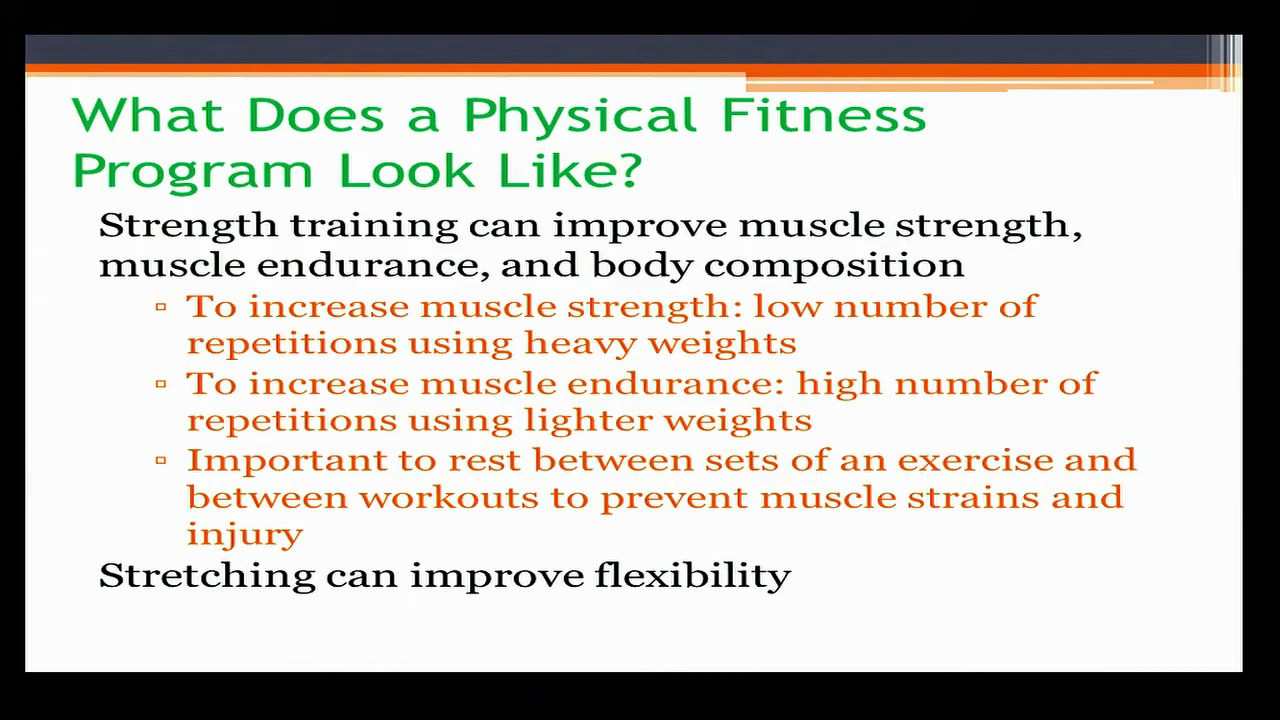 What Does a Physical Fitness
Program Look Like?
Strength training can improve muscle strength,
muscle endurance, and body composition
▫ To increase muscle strength: low number of
repetitions using heavy weights
▫ To increase muscle endurance: high number of
repetitions using lighter weights
▫ Important to rest between sets of an exercise and
between workouts to prevent muscle strains and
injury
Stretching can improve flexibility